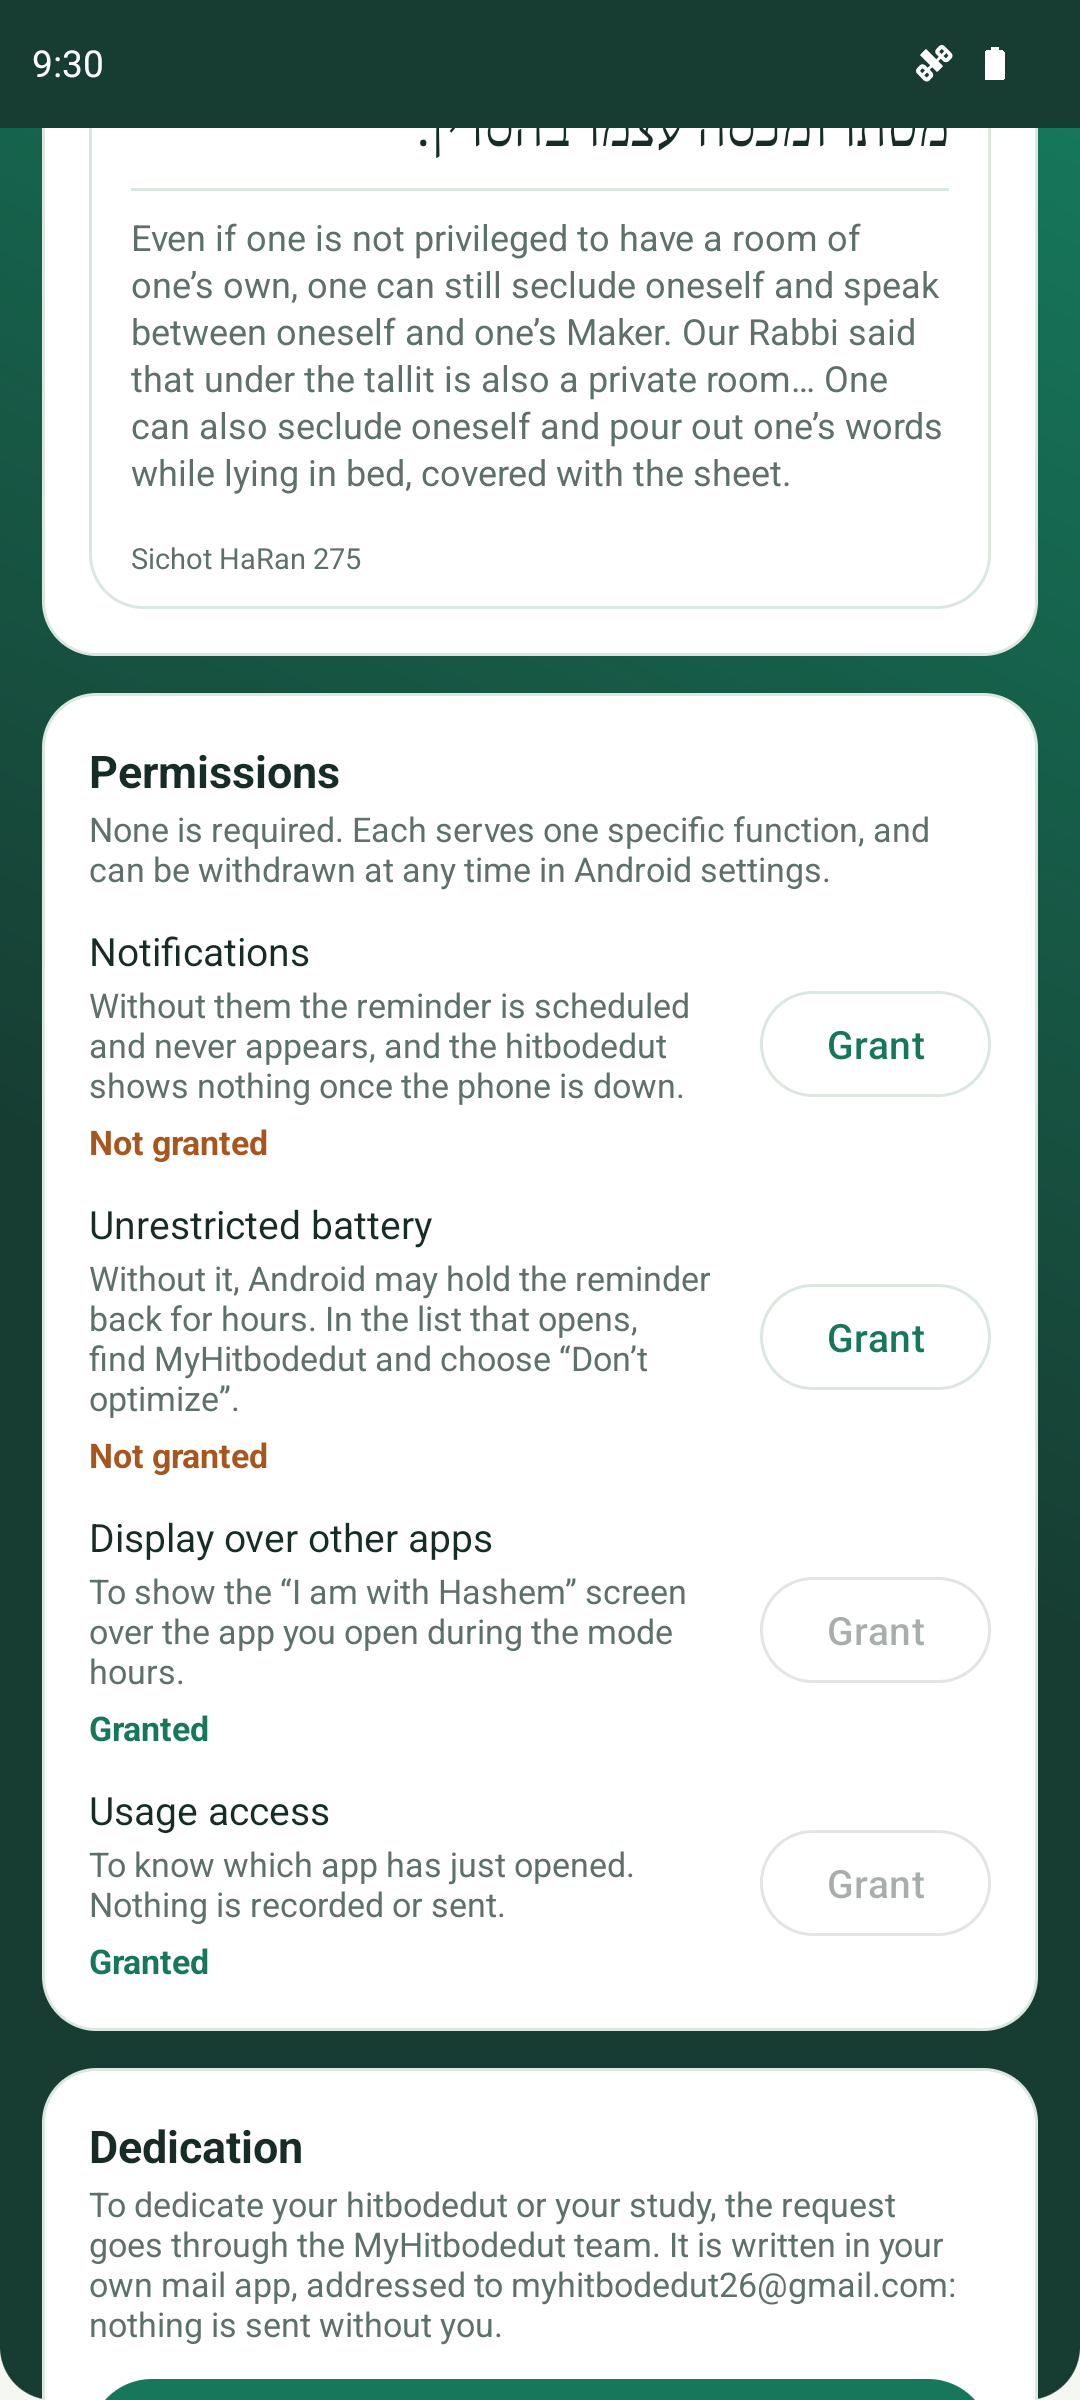 9:30
מסתתר ומכסה עצמו בהסדין.
Even if one is not privileged to have a room of
one’s own, one can still seclude oneself and speak
between oneself and one’s Maker. Our Rabbi said
that under the tallit is also a private room… One
can also seclude oneself and pour out one’s words
while lying in bed, covered with the sheet.
Sichot HaRan 275
Permissions
None is required. Each serves one specific function, and
can be withdrawn at any time in Android settings.
Notifications
Without them the reminder is scheduled
and never appears, and the hitbodedut
shows nothing once the phone is down.
Grant
Not granted
Unrestricted battery
Without it, Android may hold the reminder
back for hours. In the list that opens,
find MyHitbodedut and choose “Don’t
optimize”.
Grant
Not granted
Display over other apps
To show the “I am with Hashem” screen
over the app you open during the mode
hours.
Grant
Granted
Usage access
To know which app has just opened.
Nothing is recorded or sent.
Grant
Granted
Dedication
To dedicate your hitbodedut or your study, the request
goes through the MyHitbodedut team. It is written in your
own mail app, addressed to myhitbodedut26@gmail.com:
nothing is sent without you.